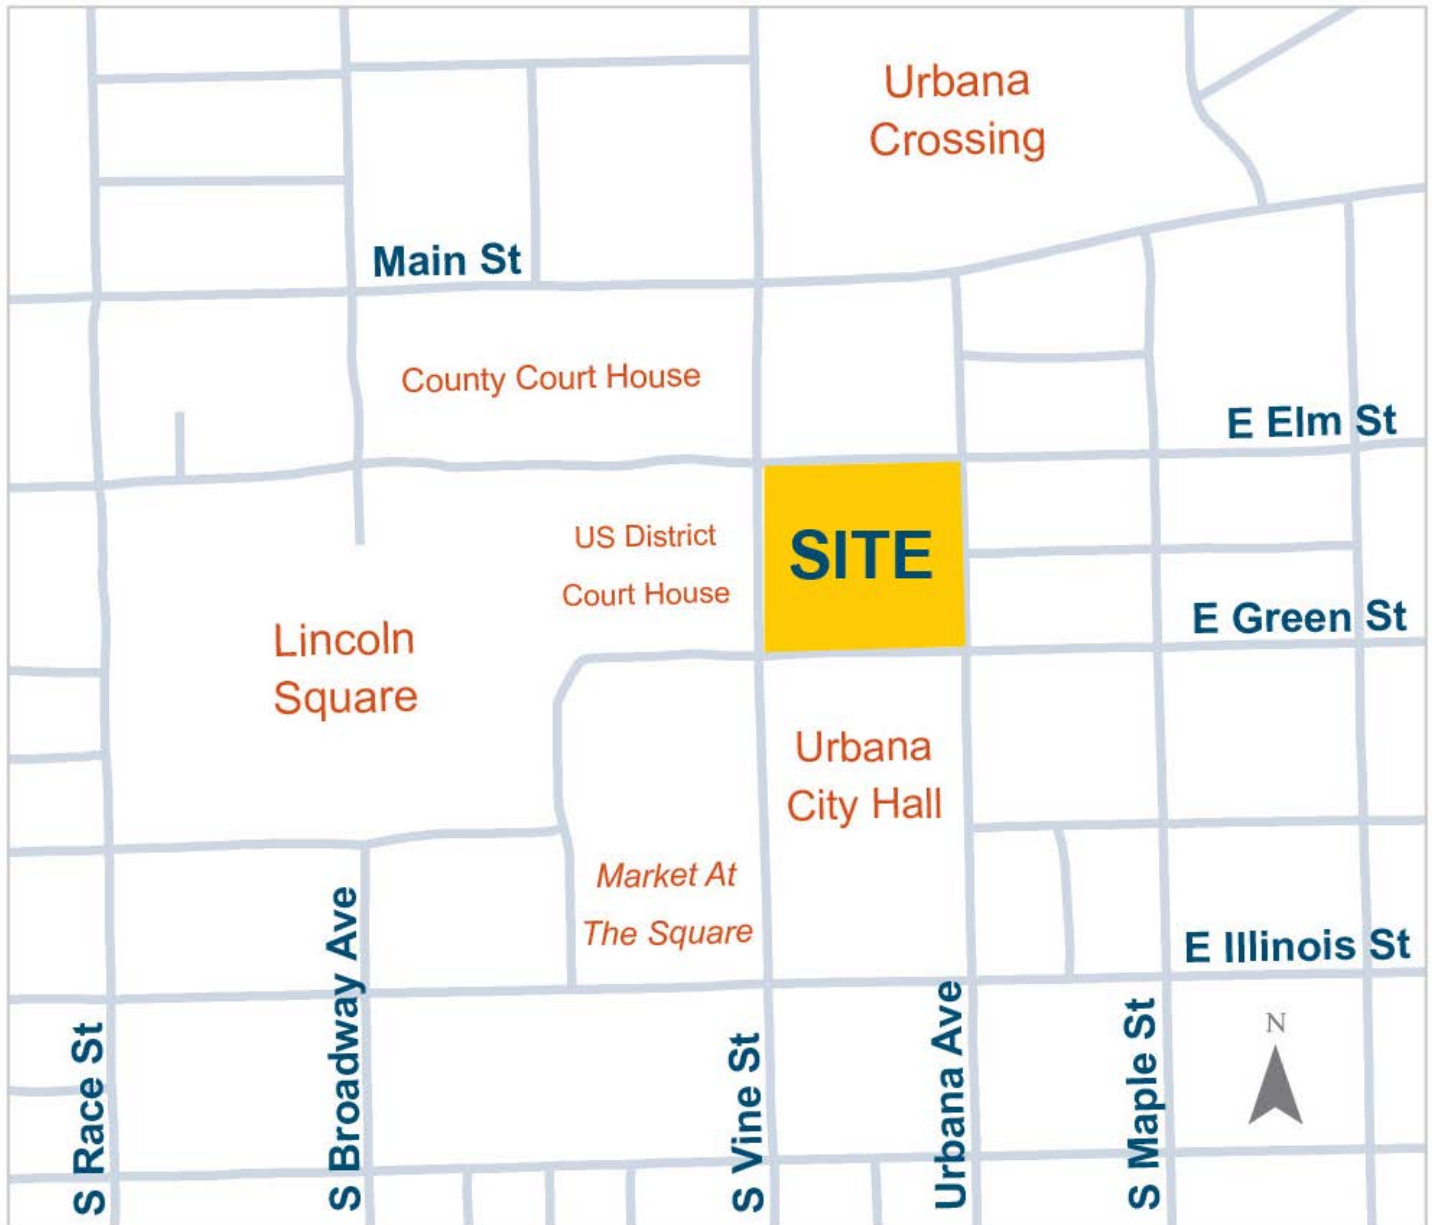 Urbana
Crossing
Main St
County Court House
E Elm St
US District
Court House
SITE
E Green St
Lincoln
Square
Urbana
City Hall
Market At
The Square
E Illinois St
S Race St
S Broadway Ave
S Vine St
Urbana Ave
S Maple St
N